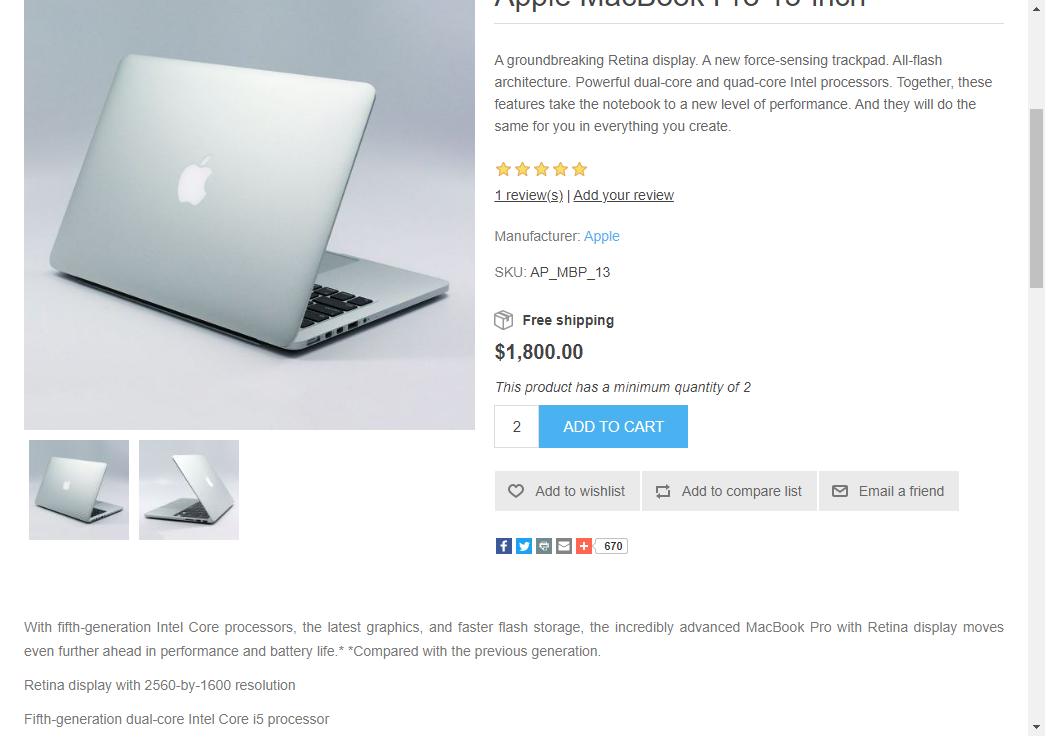 Apple MacBook Pro 13-inch
A groundbreaking Retina display. A new force-sensing trackpad. All-flash
architecture. Powerful dual-core and quad-core Intel processors. Together, these
features take the notebook to a new level of performance. And they will do the
same for you in everything you create.
1 review(s) | Add your review
Manufacturer: Apple
SKU: AP_MBP_13
Free shipping
$1,800.00
This product has a minimum quantity of 2
2 ADD TO CART
Add to wishlist Add to compare list Email a friend
670
With fifth-generation Intel Core processors, the latest graphics, and faster flash storage, the incredibly advanced MacBook Pro with Retina display moves
even further ahead in performance and battery life.* *Compared with the previous generation.
Retina display with 2560-by-1600 resolution
Fifth-generation dual-core Intel Core i5 processor